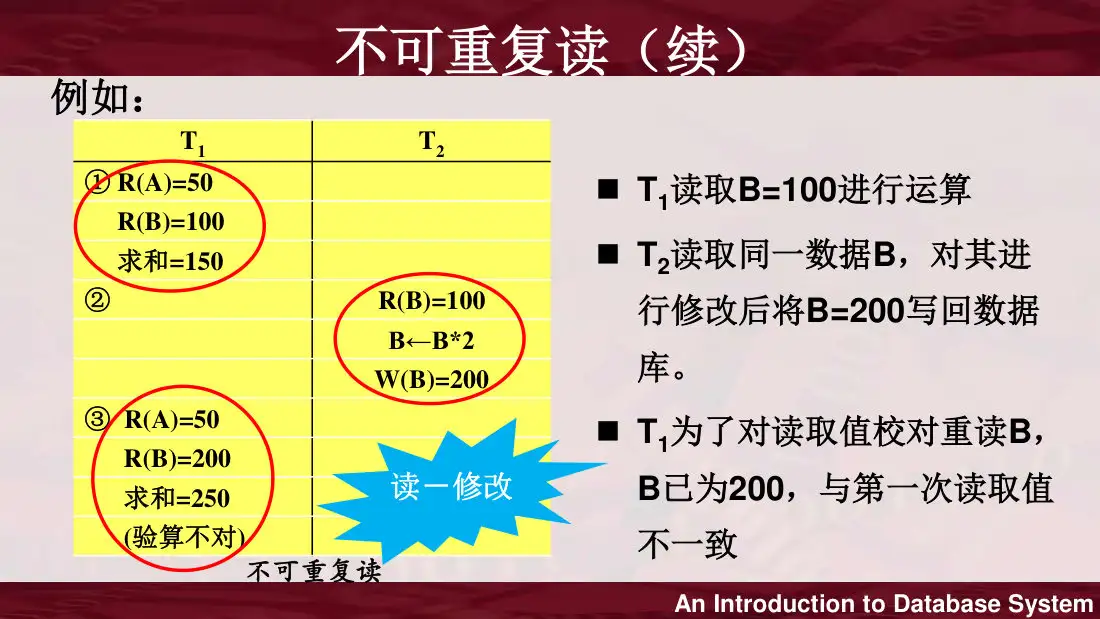 不可重复读（续）
例如：
T₁ T₂
① R(A)=50
R(B)=100
求和=150
② R(B)=100
B←B*2
W(B)=200
③ R(A)=50
R(B)=200
求和=250
(验算不对)
读－修改
不可重复读
■ T₁读取B=100进行运算
■ T₂读取同一数据B，对其进
行修改后将B=200写回数据
库。
■ T₁为了对读取值校对重读B，
B已为200，与第一次读取值
不一致
An Introduction to Database System